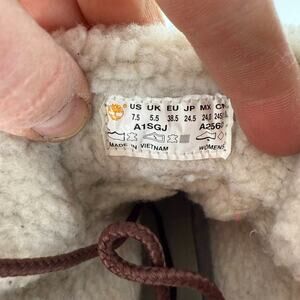 US UK EU JP MX CN
7.5 5.5 38.5 24.5 24.5
A1SGJ
MADE IN VIETNAM WOMENS